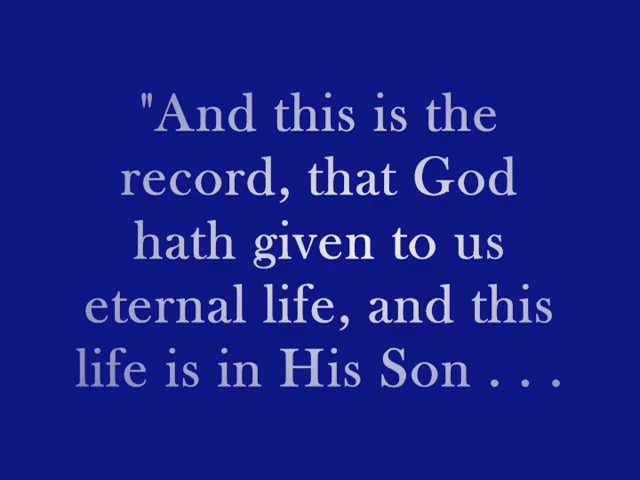 "And this is the
record, that God
hath given to us
eternal life, and this
life is in His Son . . .